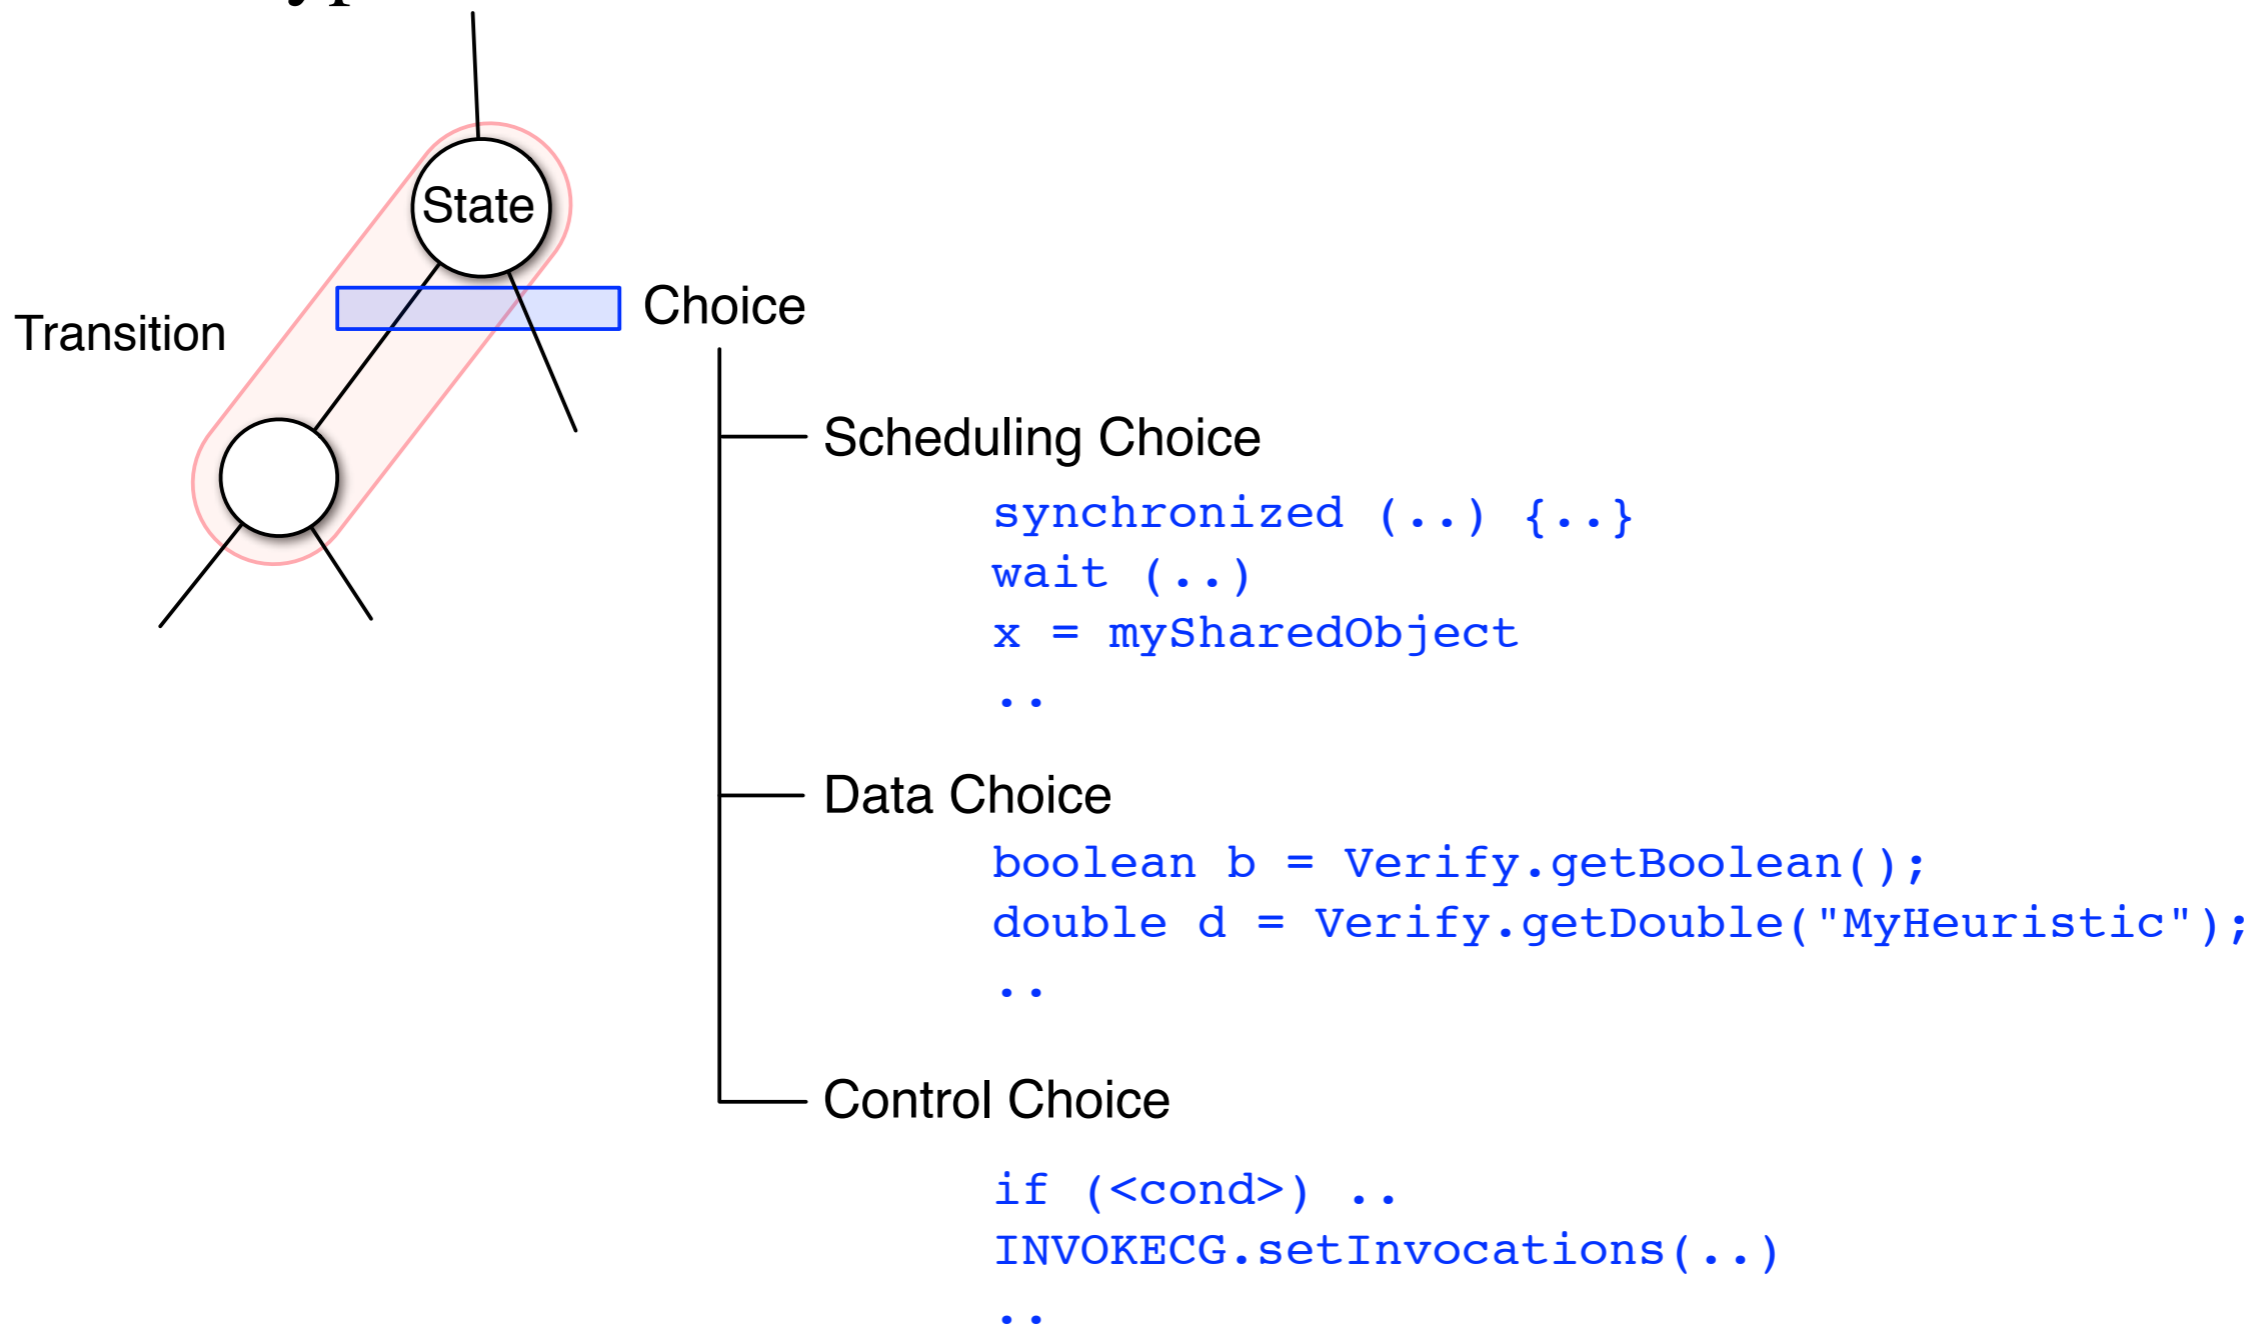 State
Transition
Choice
Scheduling Choice
synchronized (..) {..}
wait (..)
x = mySharedObject
..
Data Choice
boolean b = Verify.getBoolean();
double d = Verify.getDouble("MyHeuristic");
..
Control Choice
if (<cond>) ..
INVOKECG.setInvocations(..)
..